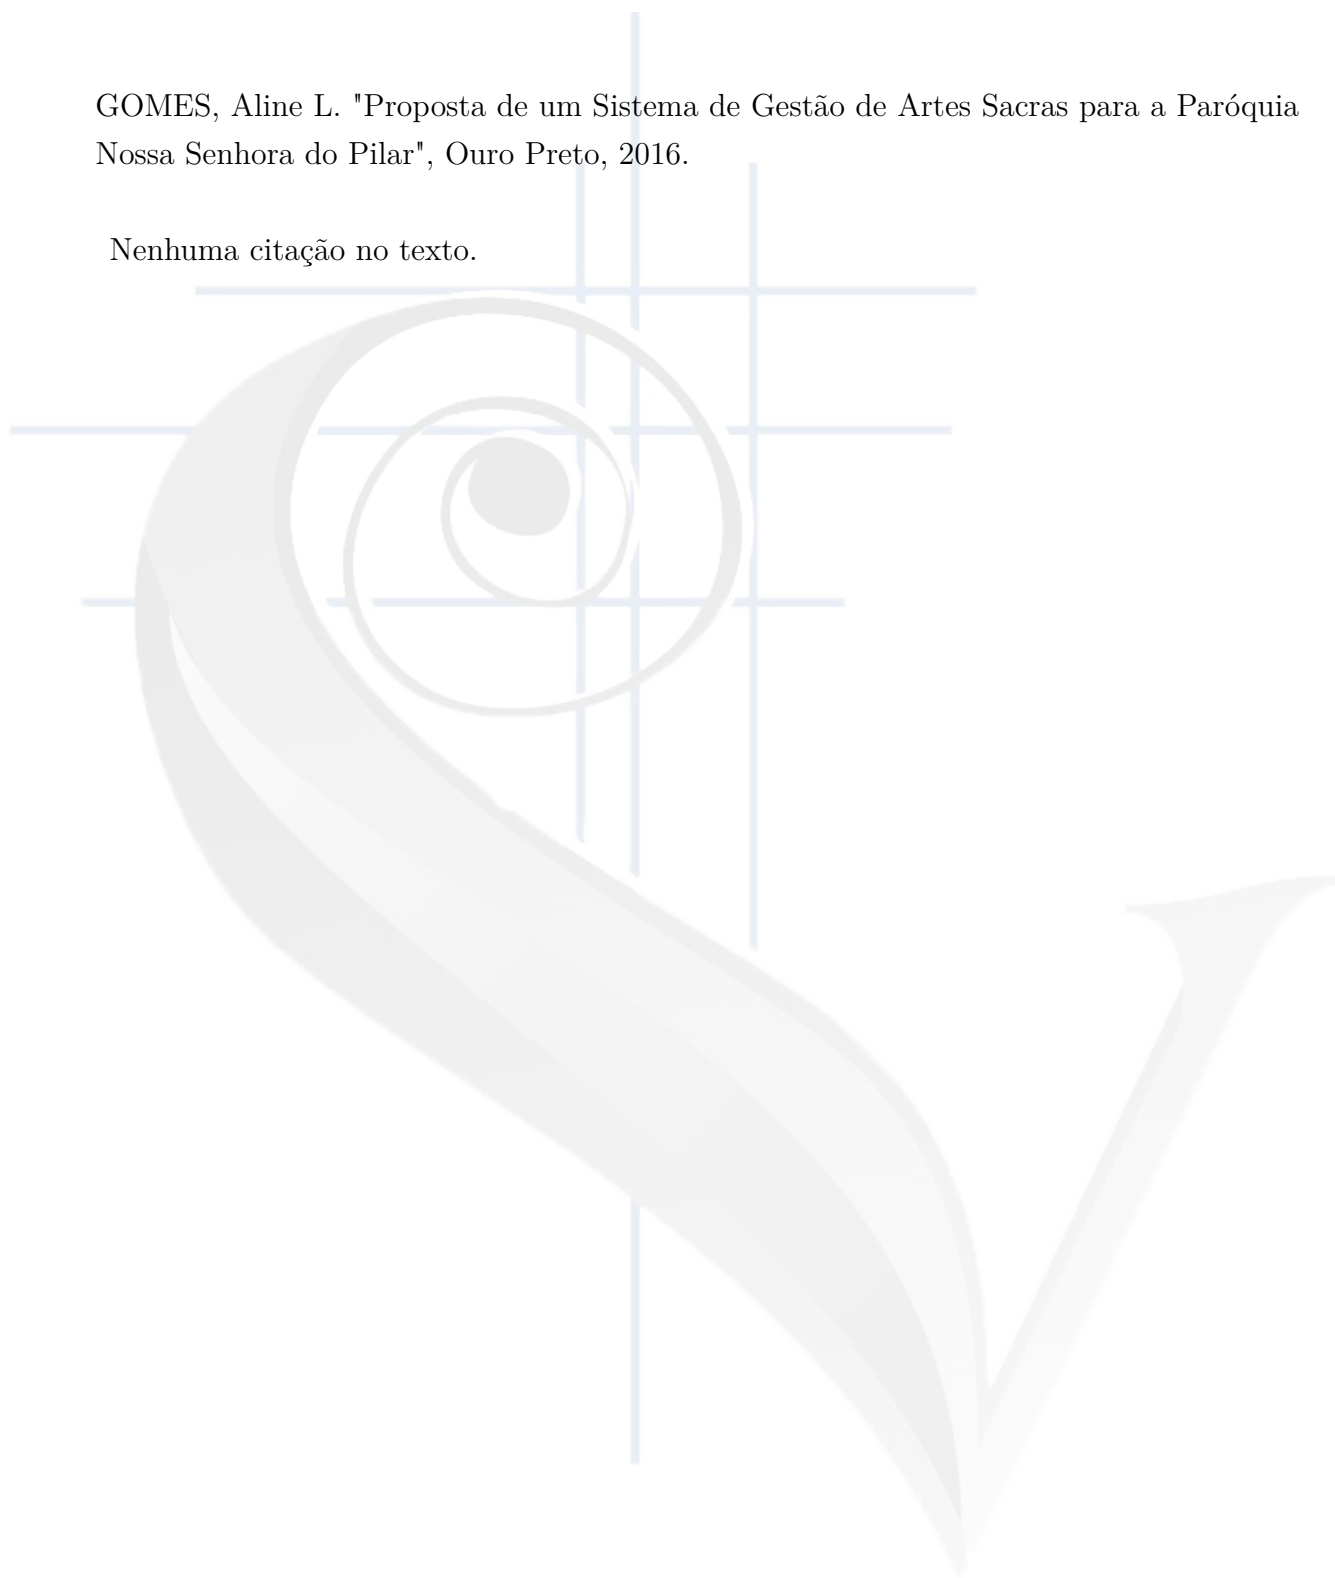 GOMES, Aline L. "Proposta de um Sistema de Gestão de Artes Sacras para a Paróquia
Nossa Senhora do Pilar", Ouro Preto, 2016.
Nenhuma citação no texto.